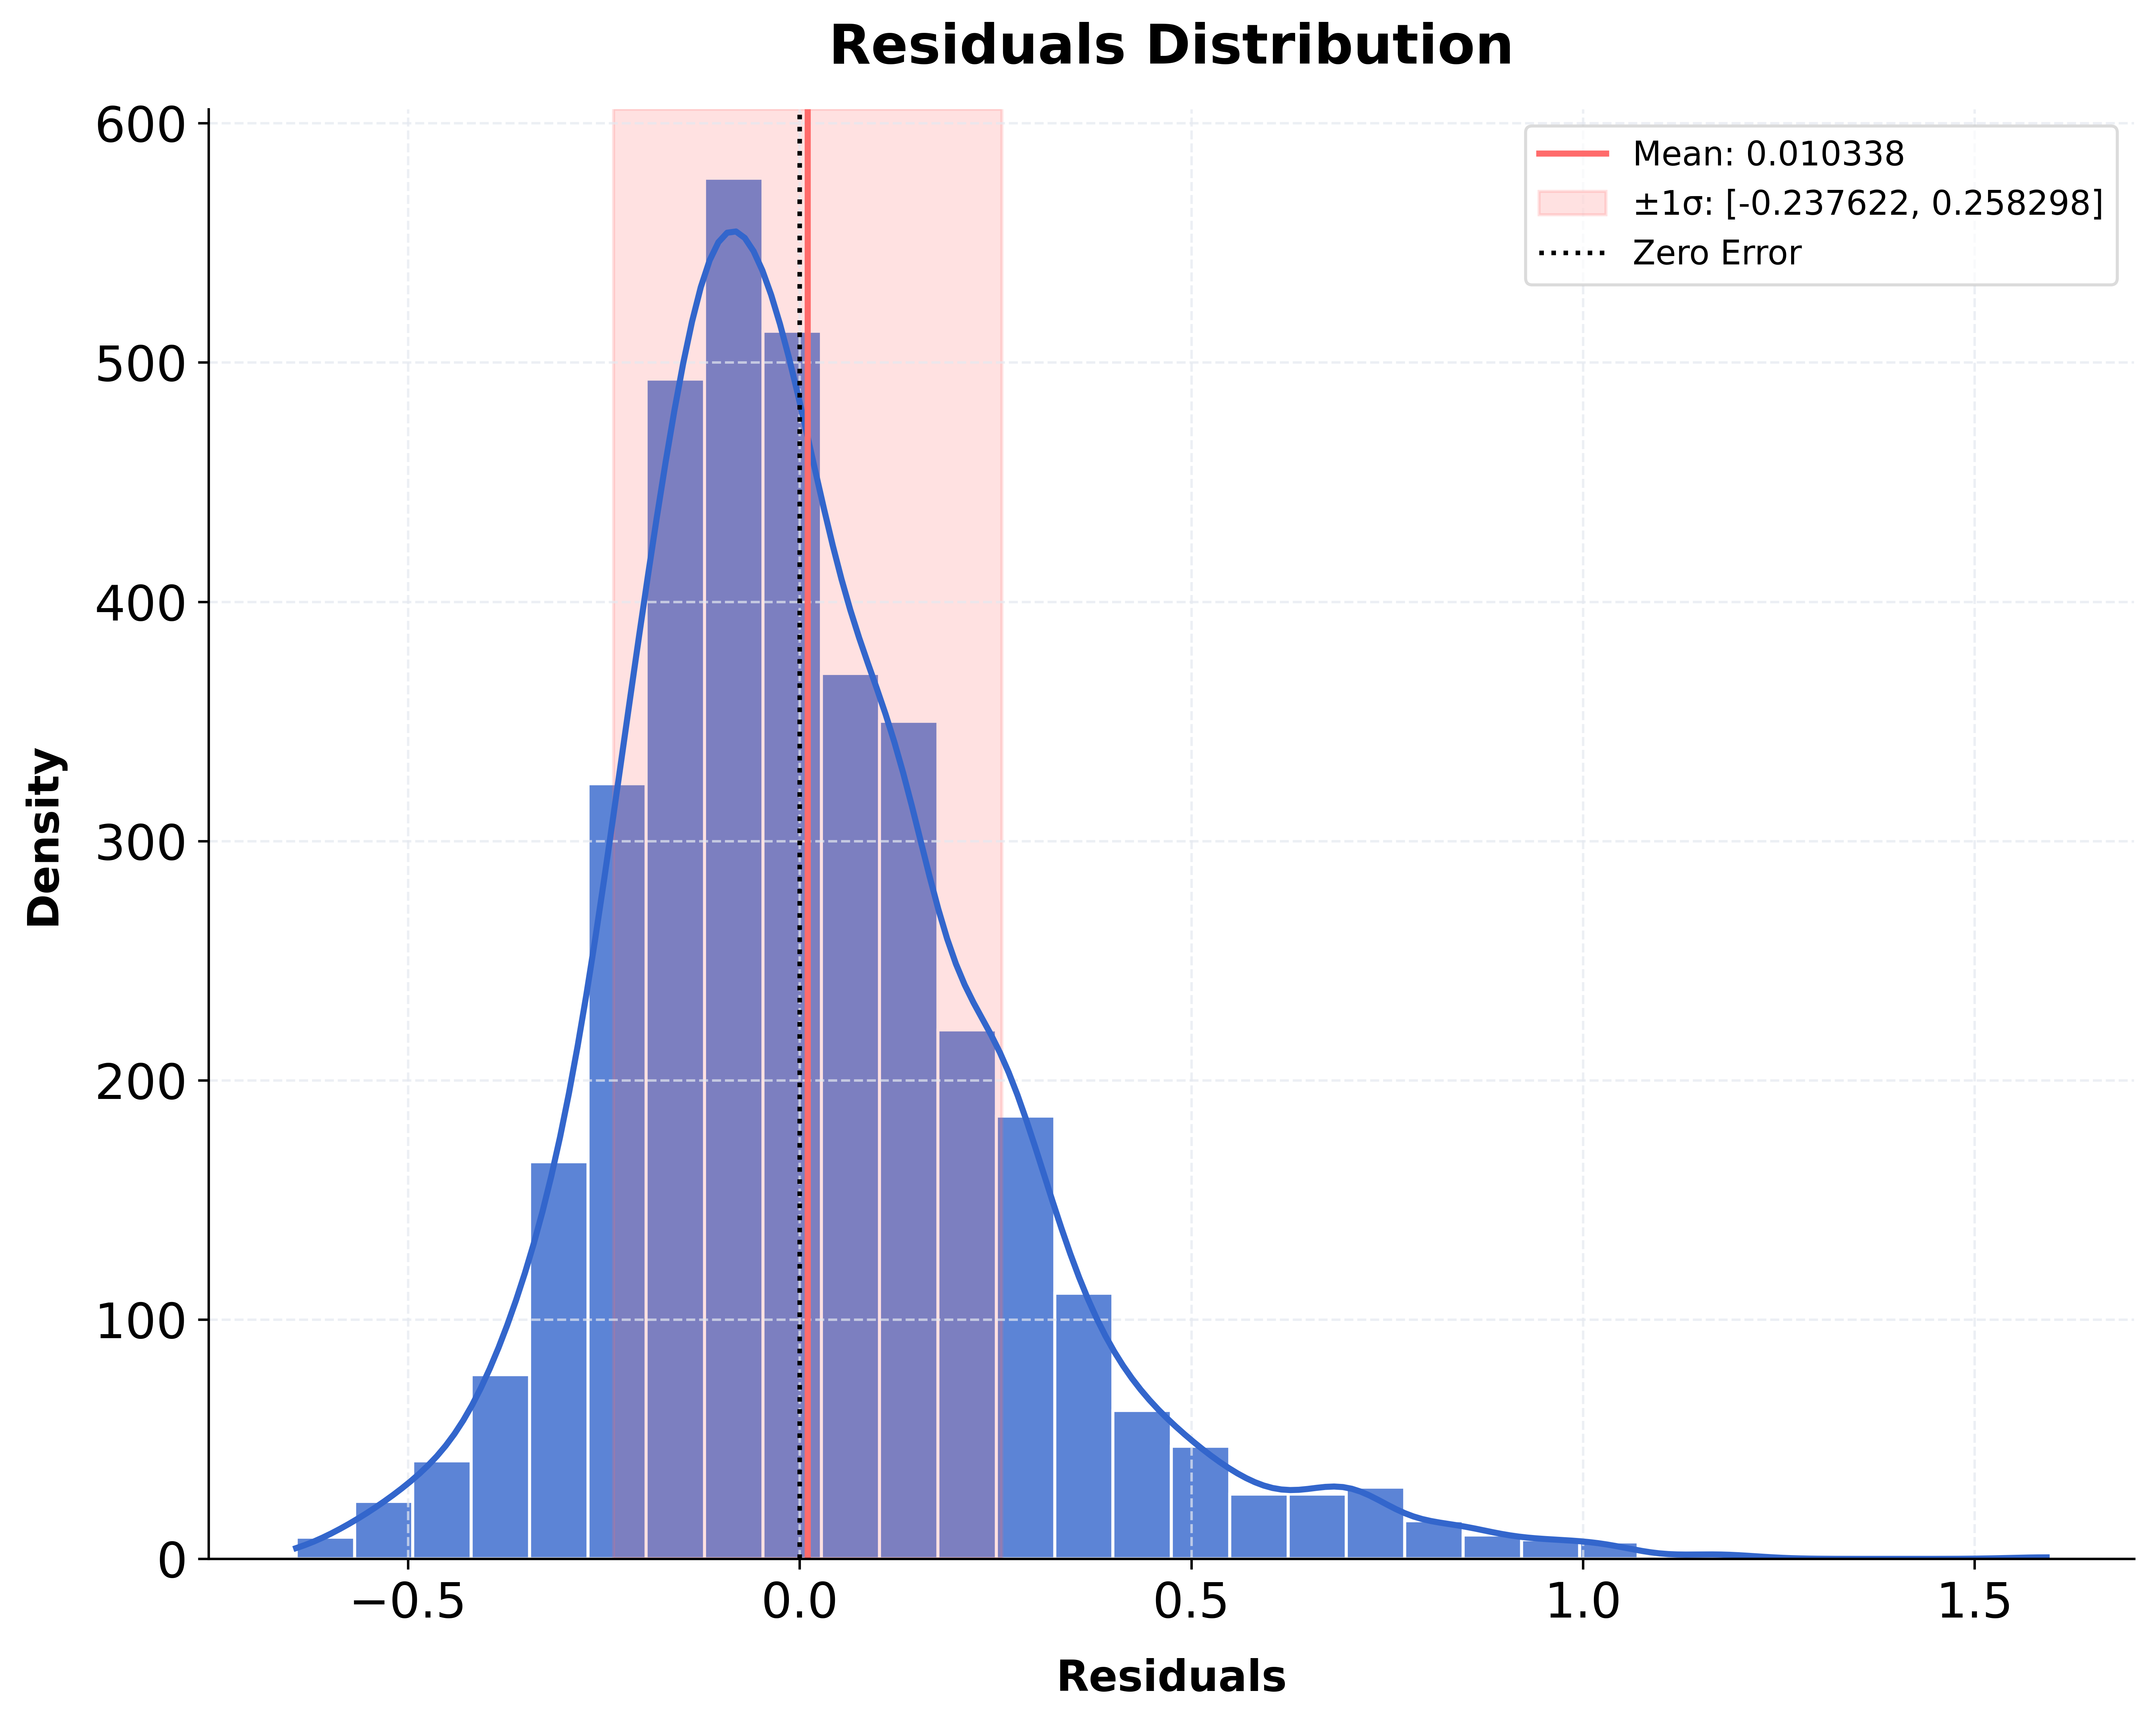 Residuals Distribution
Mean: 0.010338
±1σ: [-0.237622, 0.258298]
Zero Error
600
500
400
300
200
100
0
Density
−0.5
0.0
0.5
1.0
1.5
Residuals